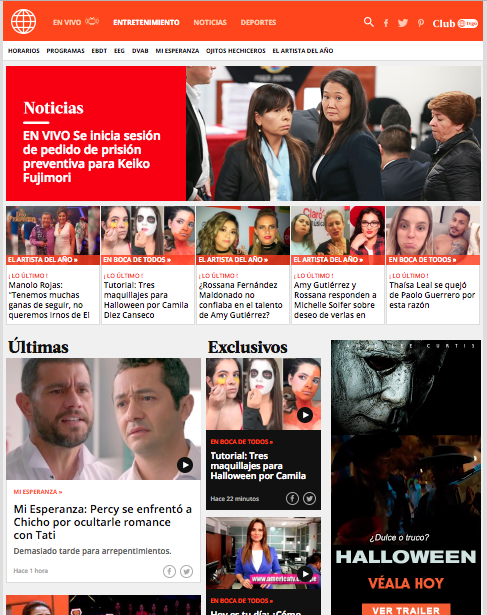 EN VIVO ENTRETENIMIENTO NOTICIAS DEPORTES Club
HORARIOS PROGRAMAS EBDT EEG DVAB MI ESPERANZA OJITOS HECHICEROS EL ARTISTA DEL AÑO
Noticias
EN VIVO Se inicia sesión
de pedido de prisión
preventiva para Keiko
Fujimori
EL ARTISTA DEL AÑO »
¡ LO ÚLTIMO !
Manolo Rojas:
"Tenemos muchas
ganas de seguir, no
queremos irnos de El
EN BOCA DE TODOS »
¡ LO ÚLTIMO !
Tutorial: Tres
maquillajes para
Halloween por Camila
Diez Canseco
EL ARTISTA DEL AÑO »
¡ LO ÚLTIMO !
¿Rossana Fernández
Maldonado no
confiaba en el talento
de Amy Gutiérrez?
EL ARTISTA DEL AÑO »
¡ LO ÚLTIMO !
Amy Gutiérrez y
Rossana responden a
Michelle Soifer sobre
deseo de verlas en
EN BOCA DE TODOS »
¡ LO ÚLTIMO !
Thaísa Leal se quejó
de Paolo Guerrero por
esta razón
Últimas
MI ESPERANZA »
Mi Esperanza: Percy se enfrentó a
Chicho por ocultarle romance
con Tati
Demasiado tarde para arrepentimientos.
Hace 1 hora
Exclusivos
EN BOCA DE TODOS »
Tutorial: Tres
maquillajes para
Halloween por Camila
Hace 22 minutos
www.americatv.com.pe
EN BOCA DE TODOS »
Hoy es tu día: ¿Cómo
CURTIS
¿Dulce o truco?
HALLOWEEN
VÉALA HOY
VER TRAILER